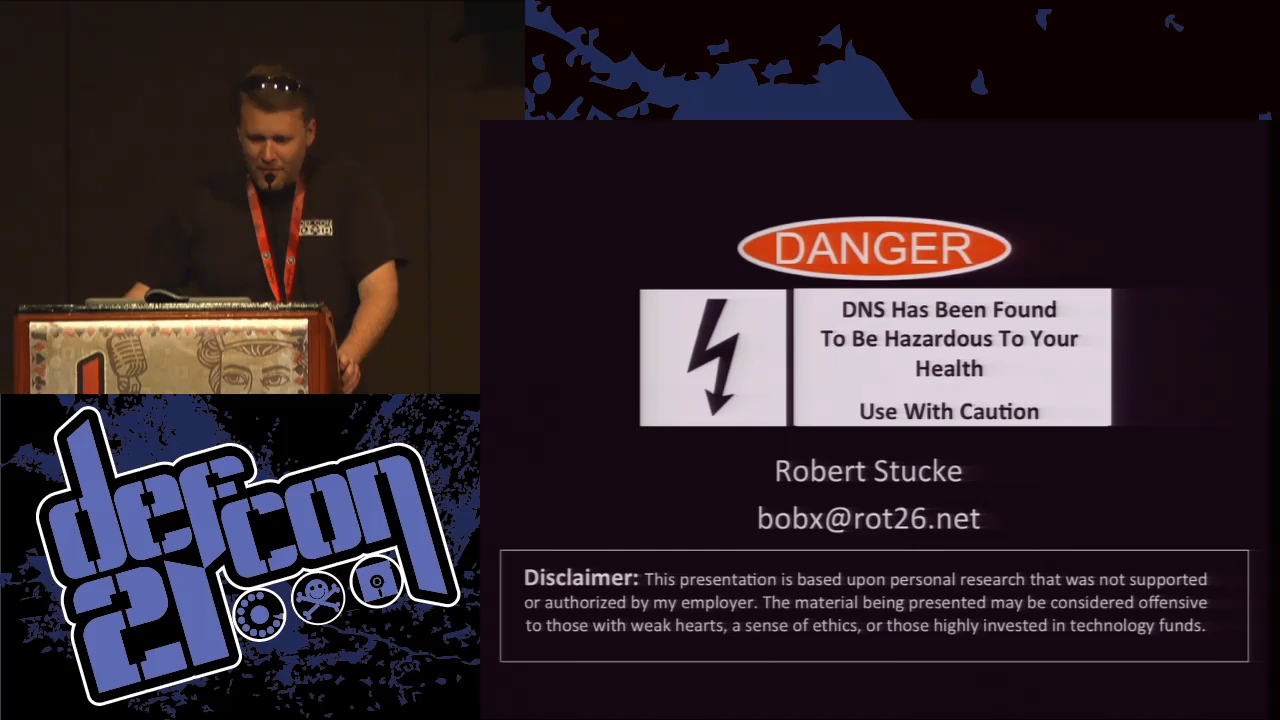 DANGER
DNS Has Been Found
To Be Hazardous To Your
Health
Use With Caution
Robert Stucke
bobx@rot26.net
Disclaimer: This presentation is based upon personal research that was not supported
or authorized by my employer. The material being presented may be considered offensive
to those with weak hearts, a sense of ethics, or those highly invested in technology funds.
DEF CON
defcon
21